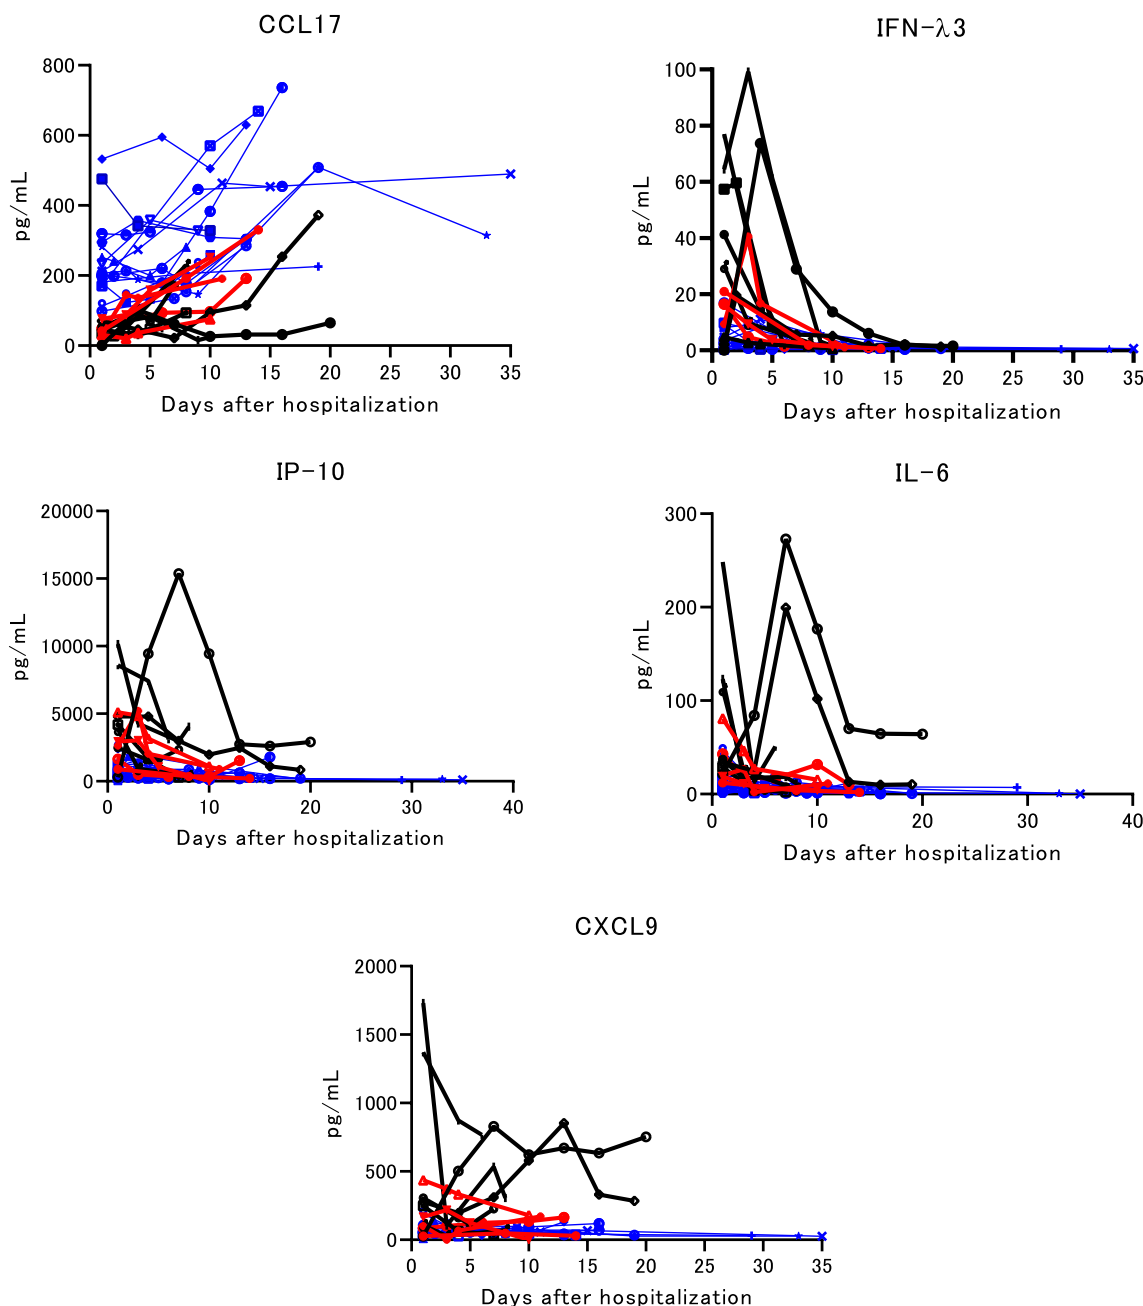 CCL17
800
600
400
200
0
pg/mL
0 5 10 15 20 25 30 35
Days after hospitalization
IFN-λ3
100
80
60
40
20
0
pg/mL
0 5 10 15 20 25 30 35
Days after hospitalization
IP-10
20000
15000
10000
5000
0
pg/mL
0 10 20 30 40
Days after hospitalization
IL-6
300
200
100
0
pg/mL
0 10 20 30 40
Days after hospitalization
CXCL9
2000
1500
1000
500
0
pg/mL
0 5 10 15 20 25 30 35
Days after hospitalization